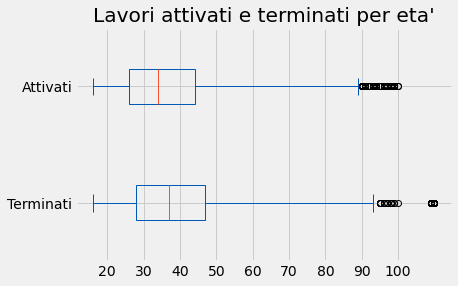 Lavori attivati e terminati per eta'
Attivati
Terminati
20 30 40 50 60 70 80 90 100